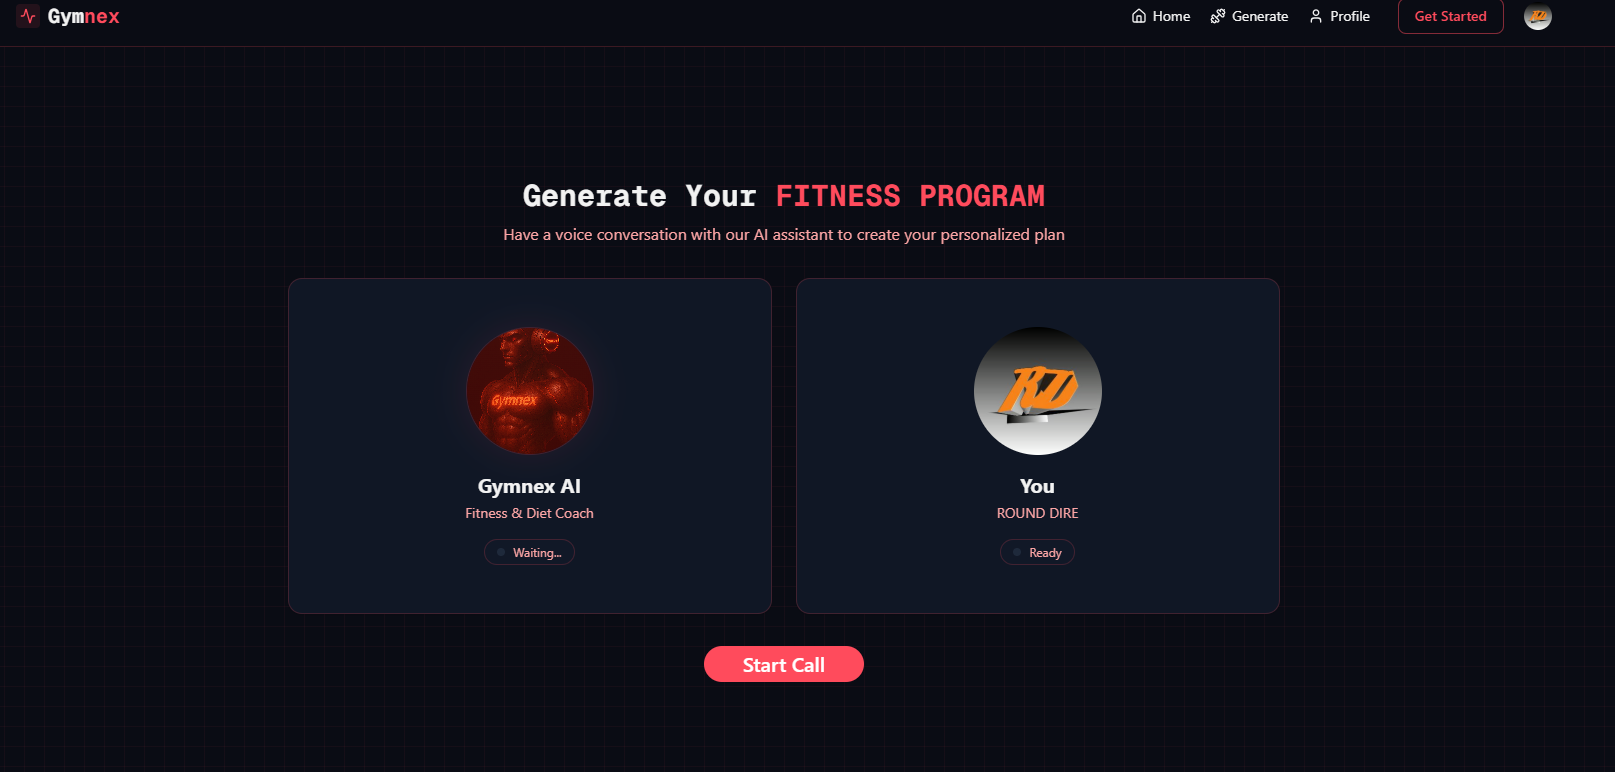 Gymnex
Home Generate Profile Get Started
Generate Your FITNESS PROGRAM
Have a voice conversation with our AI assistant to create your personalized plan
Gymnex
RD
Gymnex AI
You
Fitness & Diet Coach
ROUND DIRE
Waiting...
Ready
Start Call